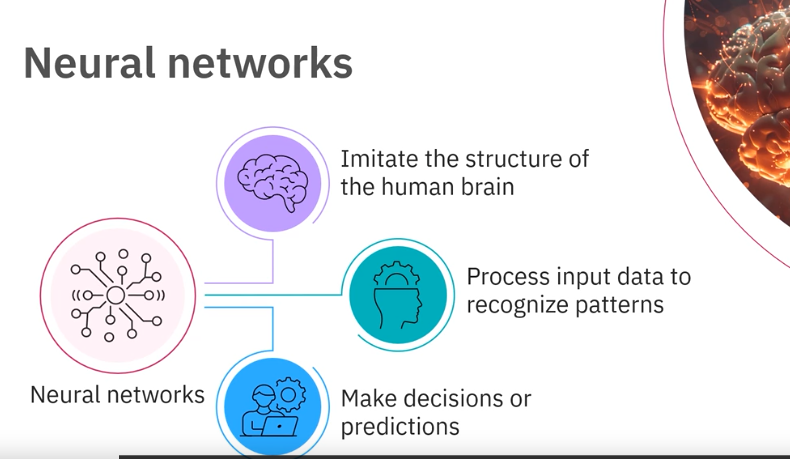 Neural networks
Imitate the structure of
the human brain
Process input data to
recognize patterns
Neural networks
Make decisions or
predictions